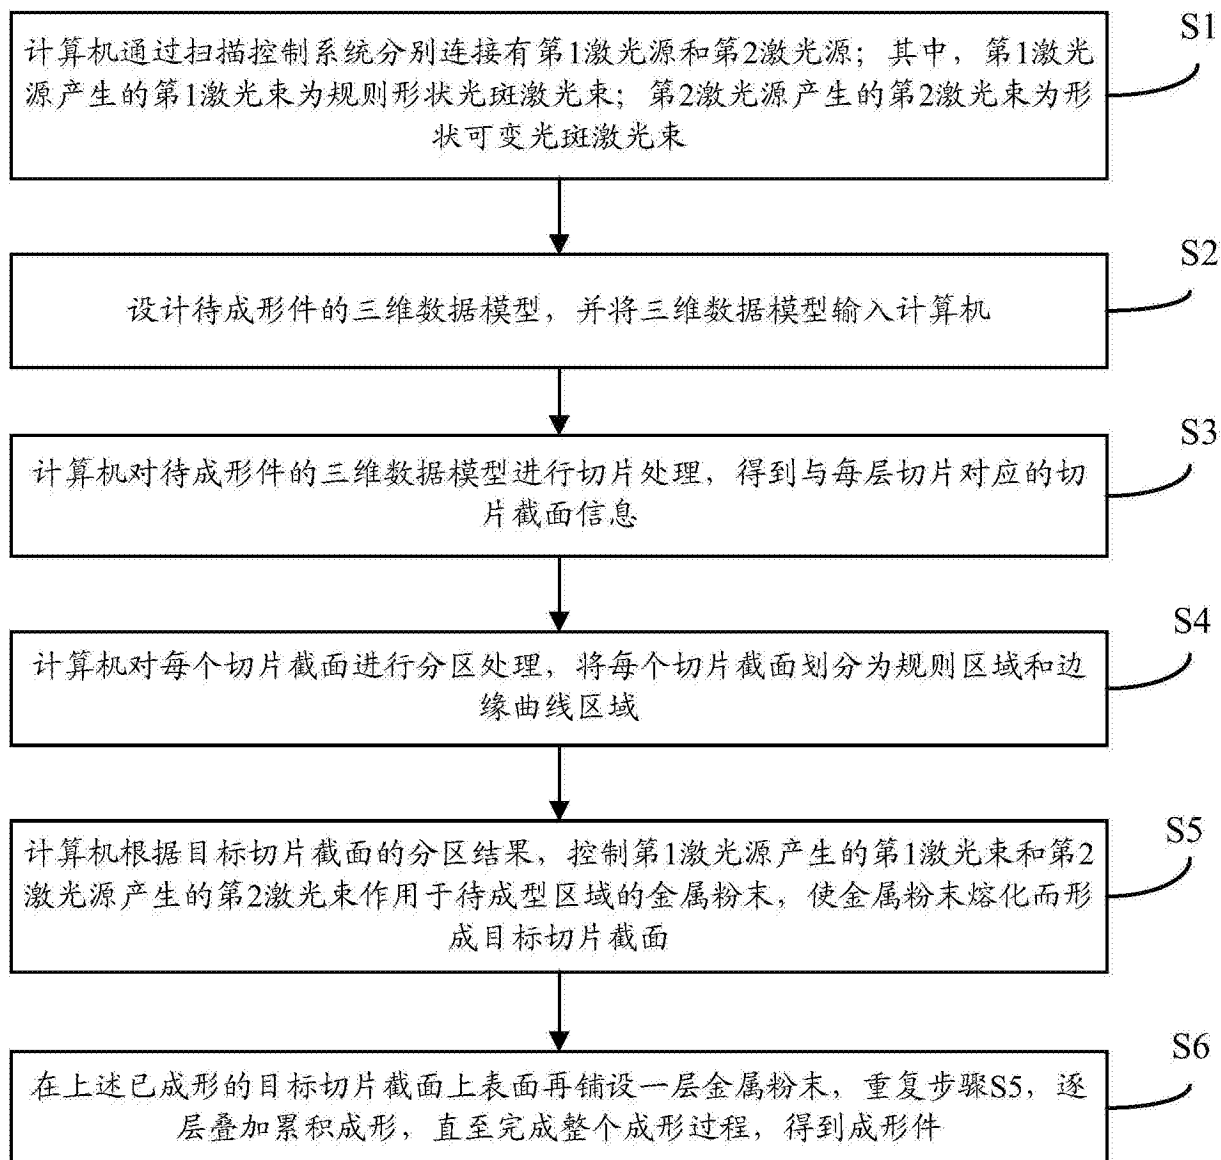 S1
计算机通过扫描控制系统分别连接有第1激光源和第2激光源；其中，第1激光
源产生的第1激光束为规则形状光斑激光束；第2激光源产生的第2激光束为形
状可变光斑激光束
S2
设计待成形件的三维数据模型，并将三维数据模型输入计算机
S3
计算机对待成形件的三维数据模型进行切片处理，得到与每层切片对应的切
片截面信息
S4
计算机对每个切片截面进行分区处理，将每个切片截面划分为规则区域和边
缘曲线区域
S5
计算机根据目标切片截面的分区结果，控制第1激光源产生的第1激光束和第2
激光源产生的第2激光束作用于待成型区域的金属粉末，使金属粉末熔化而形
成目标切片截面
S6
在上述已成形的目标切片截面上表面再铺设一层金属粉末，重复步骤S5，逐
层叠加累积成形，直至完成整个成形过程，得到成形件